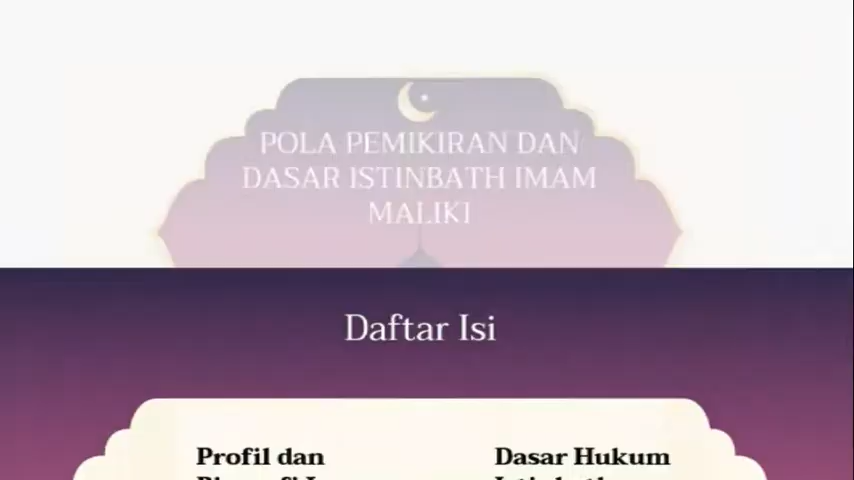 POLA PEMIKIRAN DAN
DASAR ISTINBATH IMAM
MALIKI
Daftar Isi
Profil dan
Dasar Hukum